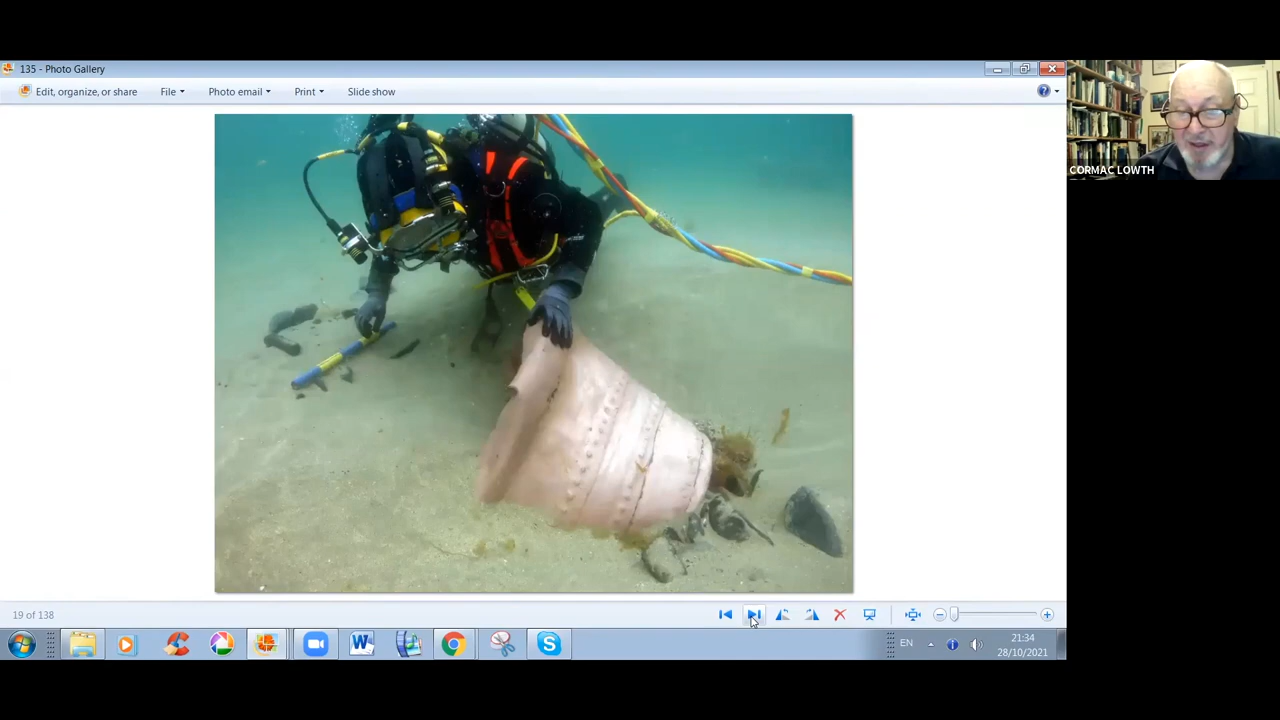 135 - Photo Gallery
Edit, organize, or share File Photo email Print Slide show
CORMAC LOWTH
19 of 138
EN
21:34
28/10/2021